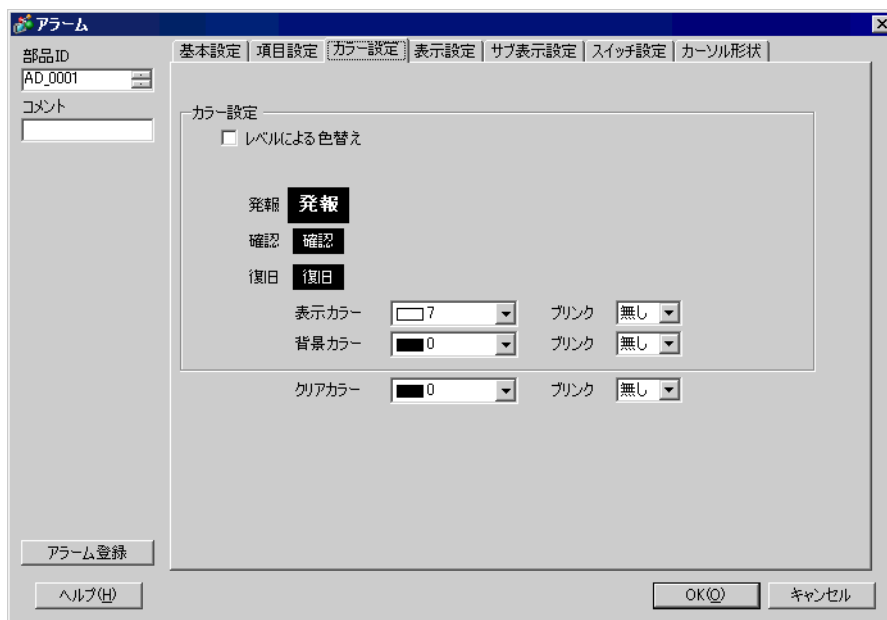 アラーム
部品ID
AD_0001
コメント
基本設定 項目設定 カラー設定 表示設定 サブ表示設定 スイッチ設定 カーソル形状
カラー設定
レベルによる色替え
発報 発報
確認 確認
復旧 復旧
表示カラー 7 ブリンク 無し
背景カラー 0 ブリンク 無し
クリアカラー 0 ブリンク 無し
アラーム登録
ヘルプ(H) OK(O) キャンセル